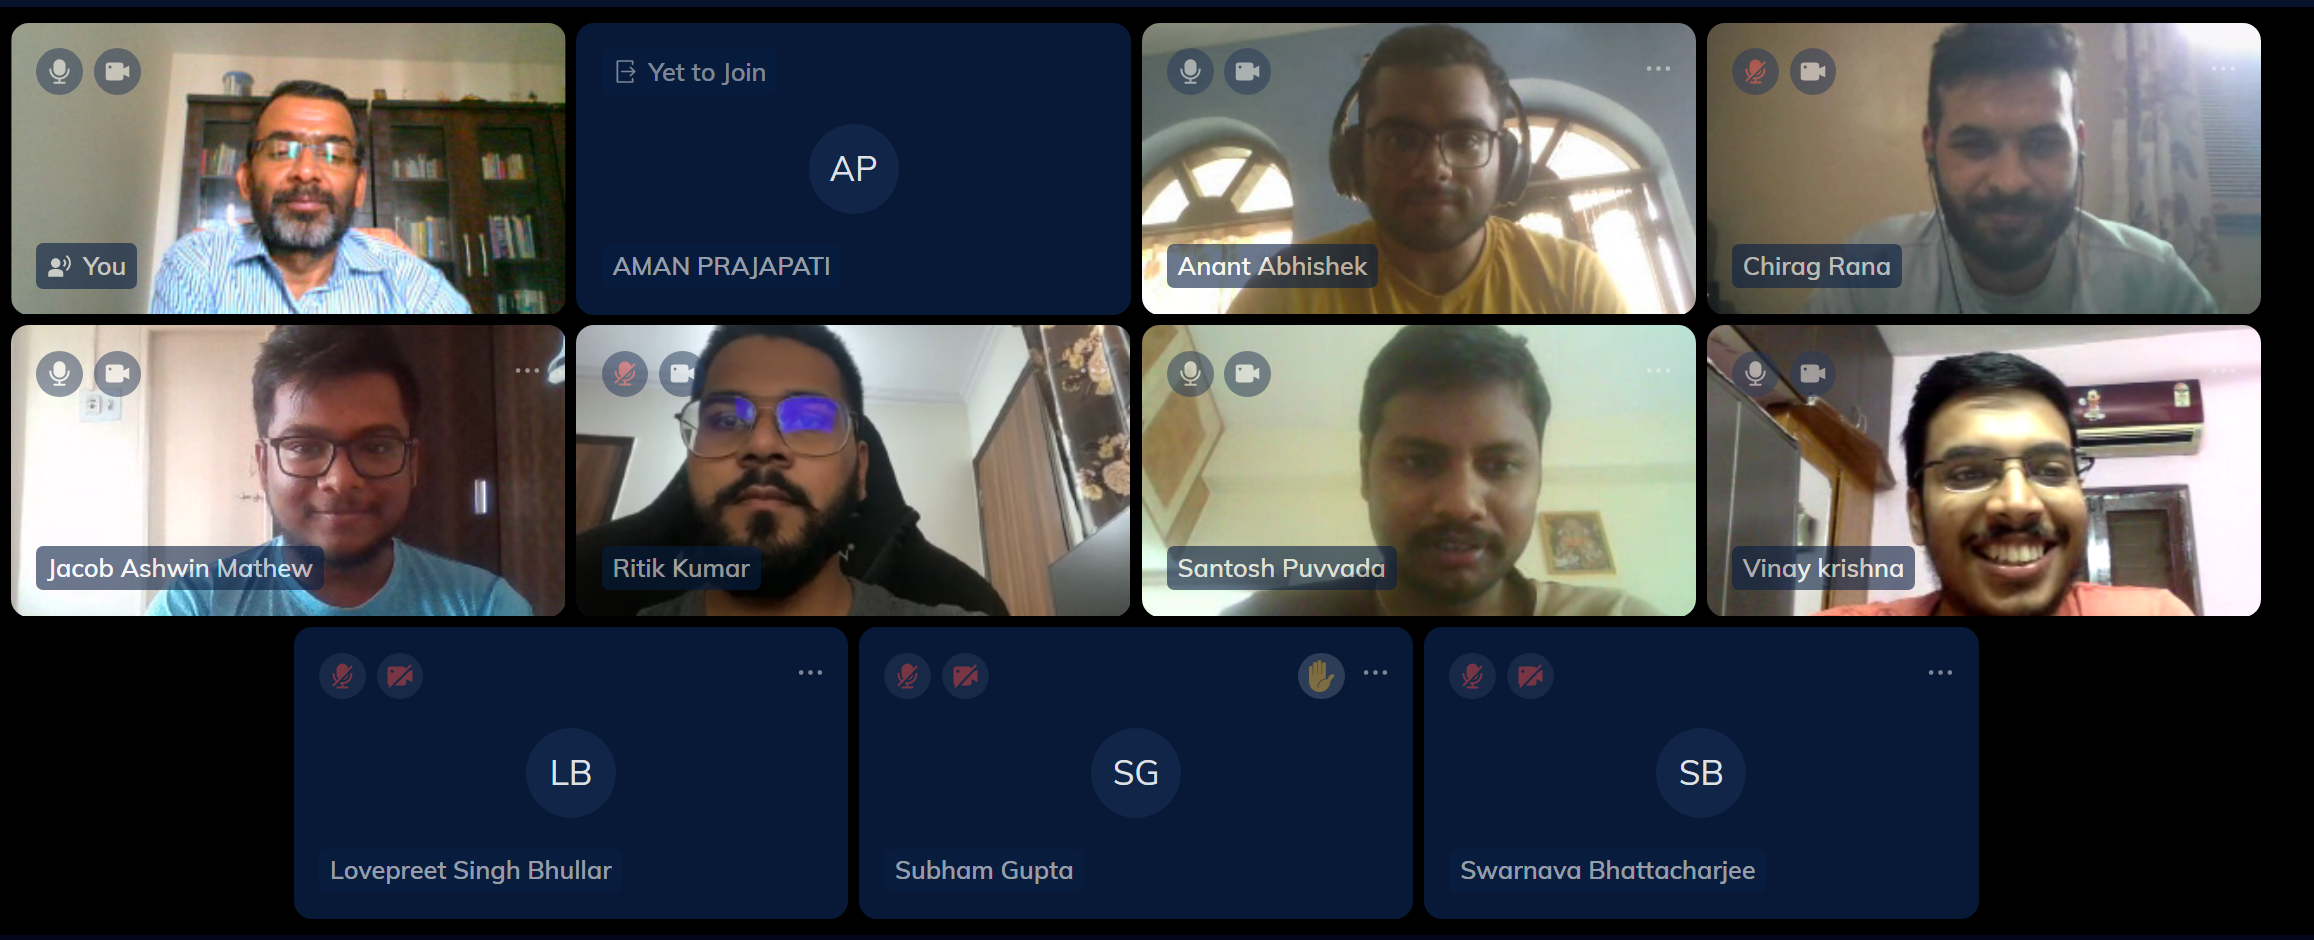 You
Yet to Join
AP
AMAN PRAJAPATI
Anant Abhishek
Chirag Rana
Jacob Ashwin Mathew
Ritik Kumar
Santosh Puvvada
Vinay krishna
LB
Lovepreet Singh Bhullar
SG
Subham Gupta
SB
Swarnava Bhattacharjee